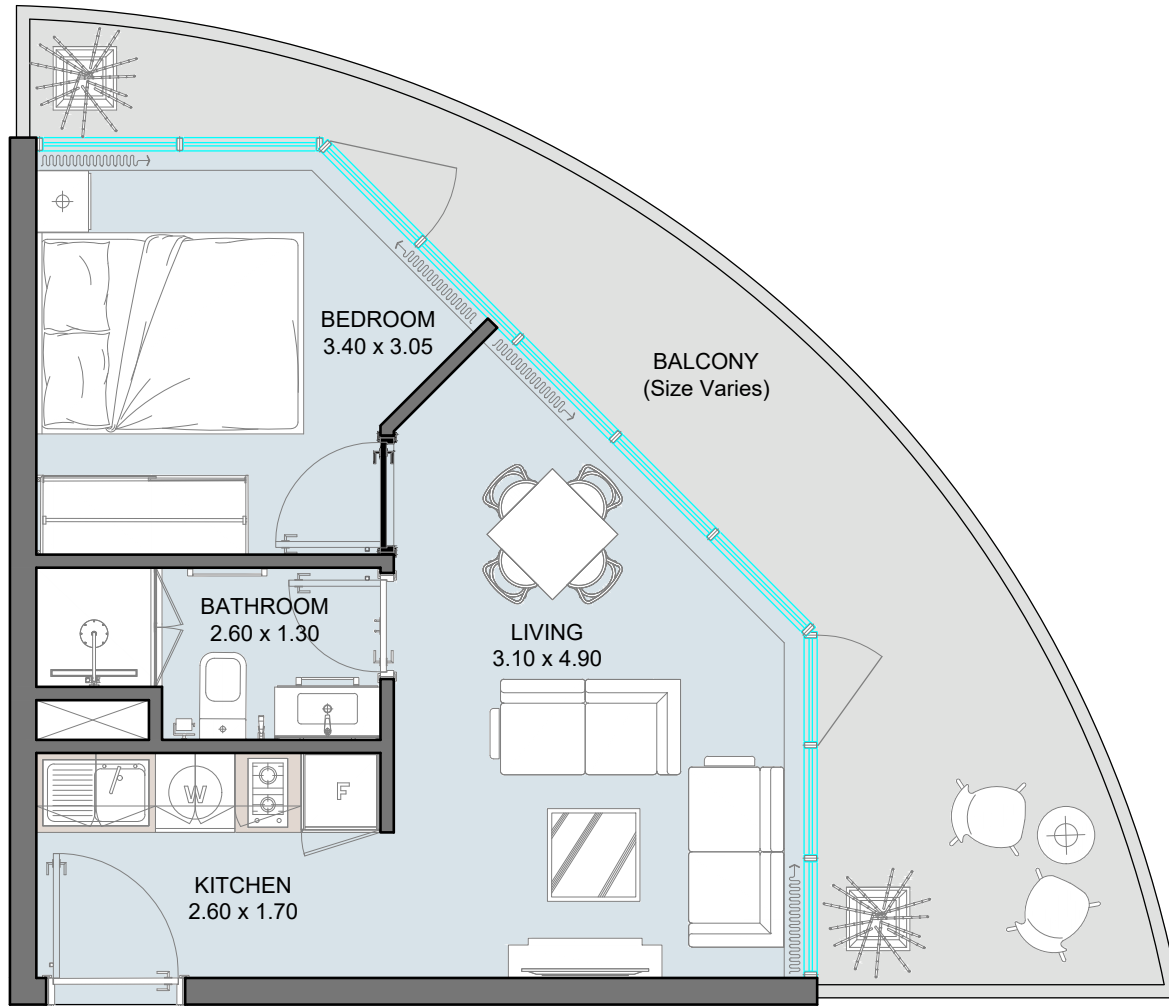 BEDROOM
3.40 x 3.05
BALCONY
(Size Varies)
BATHROOM
2.60 x 1.30
LIVING
3.10 x 4.90
W
F
KITCHEN
2.60 x 1.70